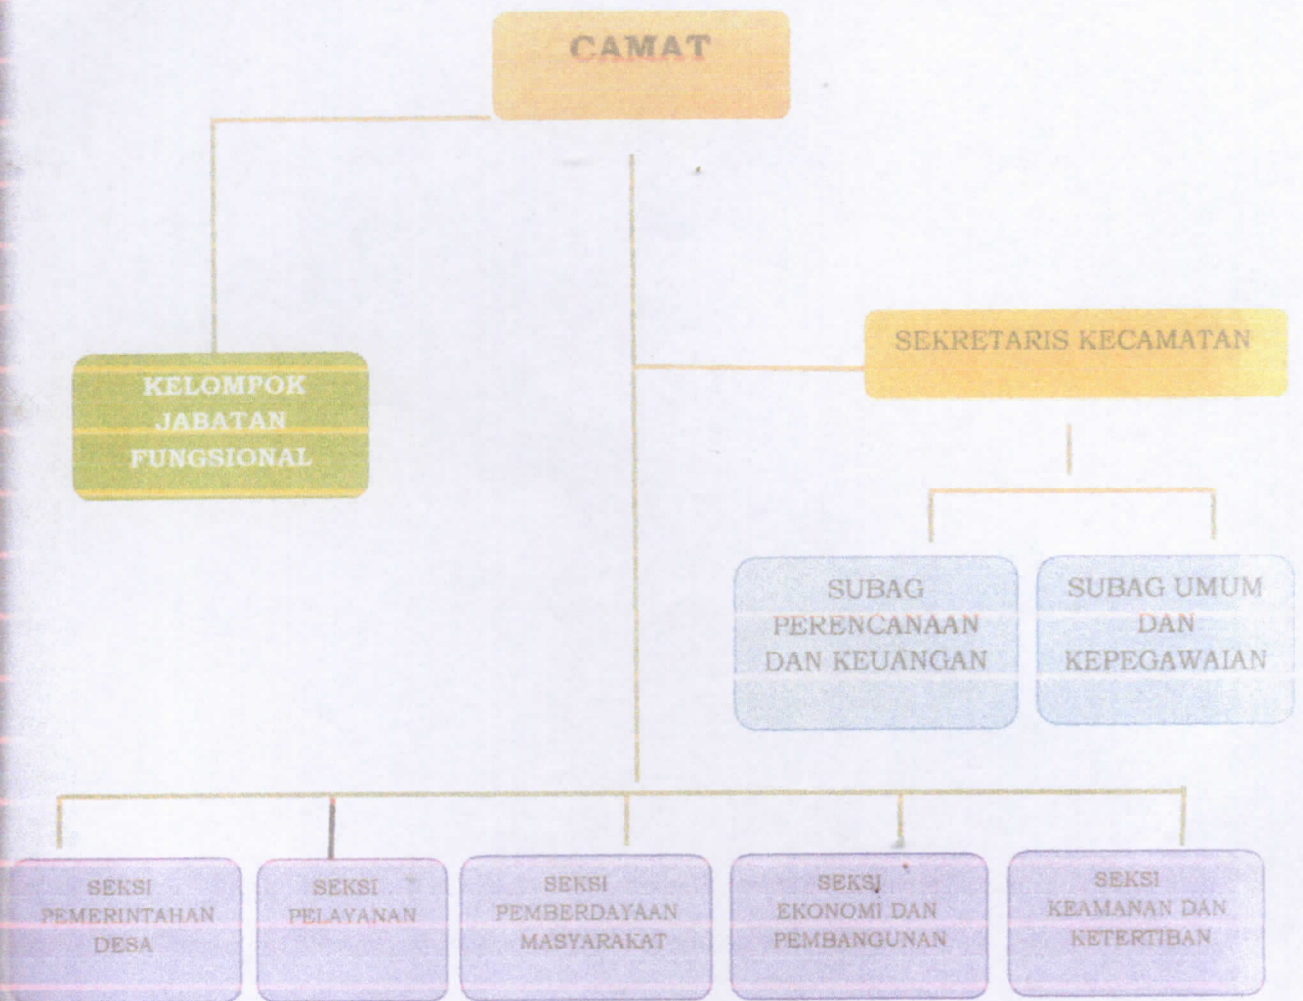 CAMAT
SEKRETARIS KECAMATAN
KELOMPOK
JABATAN
FUNGSIONAL
SUBAG
PERENCANAAN
DAN KEUANGAN
SUBAG UMUM
DAN
KEPEGAWAIAN
SEKSI
PEMERINTAHAN
DESA
SEKSI
PELAYANAN
SEKSI
PEMBERDAYAAN
MASYARAKAT
SEKSI
EKONOMI DAN
PEMBANGUNAN
SEKSI
KEAMANAN DAN
KETERTIBAN